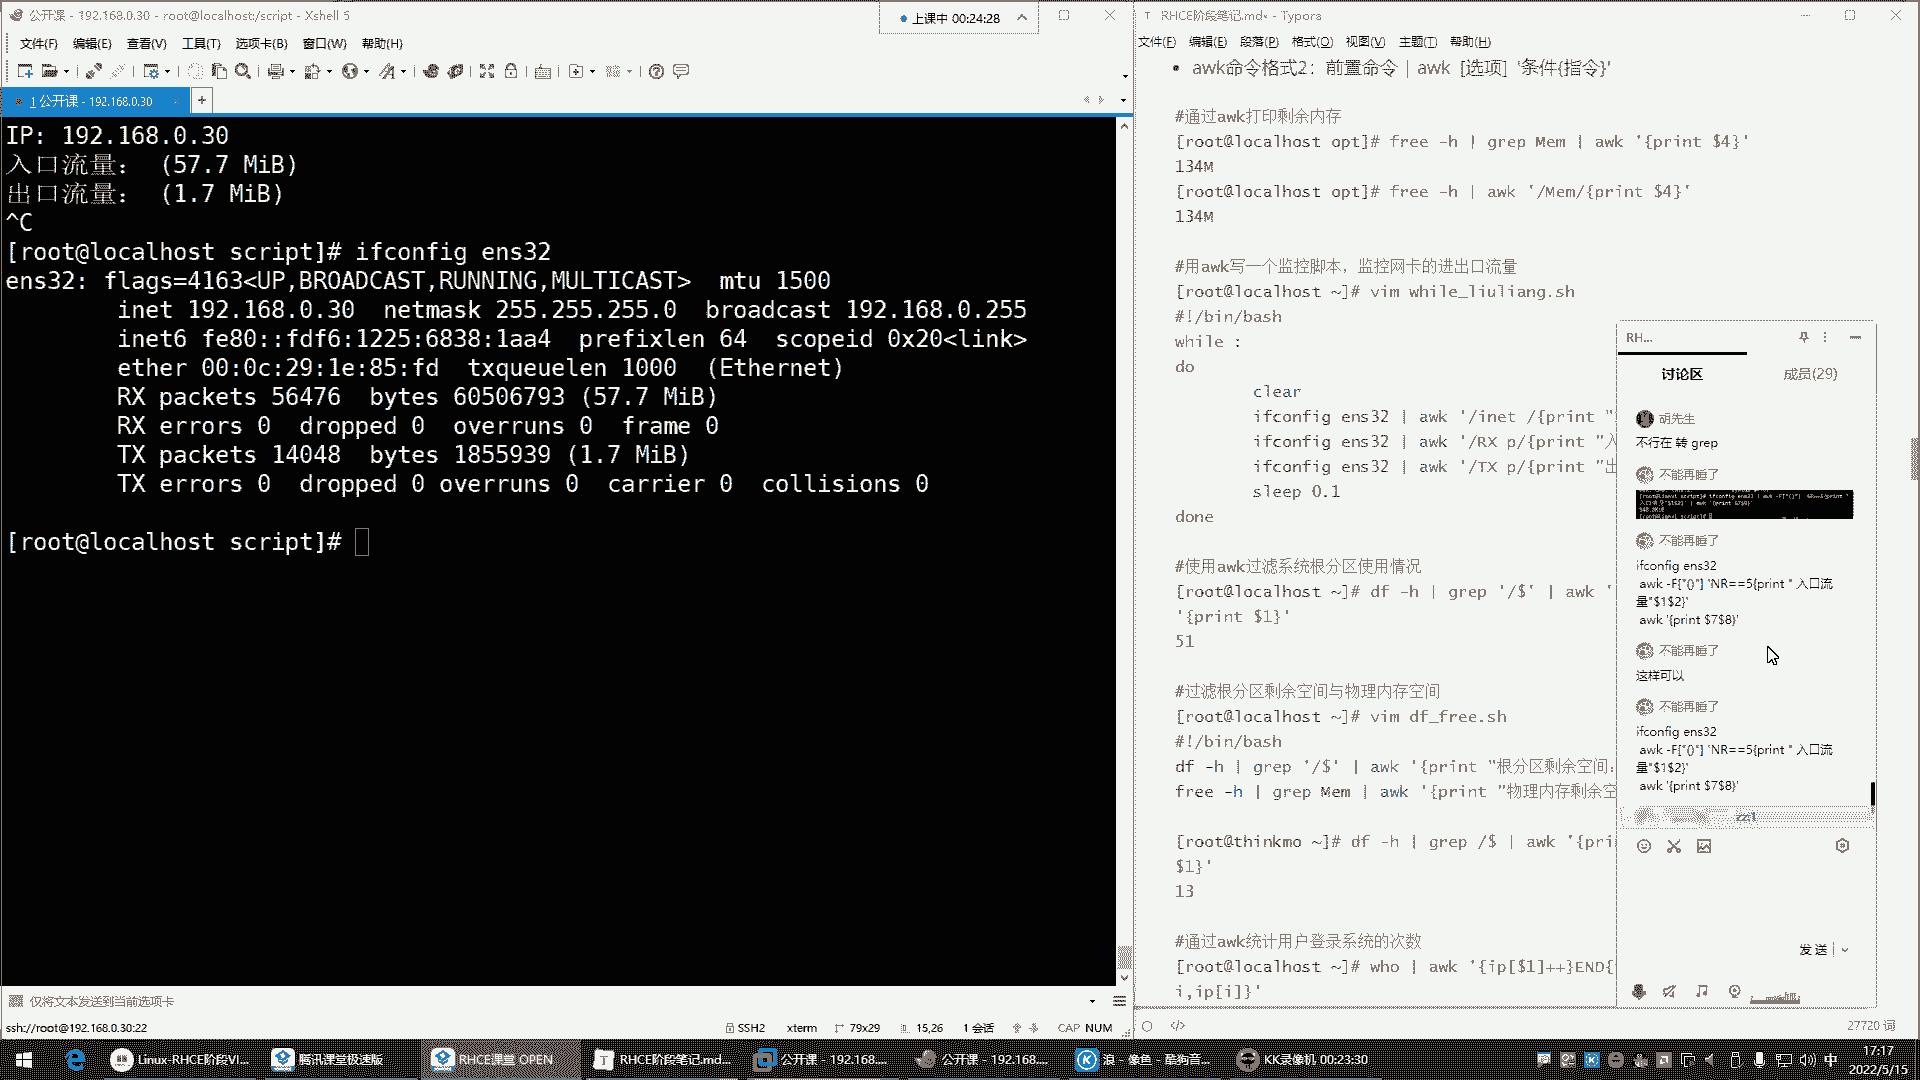 公开课 - 192.168.0.30 - root@localhost:/script - Xshell 5
上课中 00:24:28
文件(F) 编辑(E) 查看(V) 工具(T) 选项卡(B) 窗口(W) 帮助(H)
1 公开课 - 192.168.0.30
IP: 192.168.0.30
入口流量: (57.7 MiB)
出口流量: (1.7 MiB)
^C
[root@localhost script]# ifconfig ens32
ens32: flags=4163<UP,BROADCAST,RUNNING,MULTICAST>  mtu 1500
inet 192.168.0.30  netmask 255.255.255.0  broadcast 192.168.0.255
inet6 fe80::fdf6:1225:6838:1aa4  prefixlen 64  scopeid 0x20<link>
ether 00:0c:29:1e:85:fd  txqueuelen 1000  (Ethernet)
RX packets 56476  bytes 60506793 (57.7 MiB)
RX errors 0  dropped 0  overruns 0  frame 0
TX packets 14048  bytes 1855939 (1.7 MiB)
TX errors 0  dropped 0 overruns 0  carrier 0  collisions 0
[root@localhost script]#
仅将文本发送到当前选项卡
ssh://root@192.168.0.30:22
SSH2 xterm 79x29 15,26 1 会话 CAP NUM
RHCE阶段笔记.md• - Typora
文件(F) 编辑(E) 段落(P) 格式(O) 视图(V) 主题(T) 帮助(H)
• awk命令格式2: 前置命令 | awk [选项] '条件{指令}'
#通过awk打印剩余内存
[root@localhost opt]# free -h | grep Mem | awk '{print $4}'
134M
[root@localhost opt]# free -h | awk '/Mem/{print $4}'
134M
#用awk写一个监控脚本，监控网卡的进出口流量
[root@localhost ~]# vim while_liuliang.sh
#!/bin/bash
while :
do
clear
ifconfig ens32 | awk '/inet /{print "
ifconfig ens32 | awk '/RX p/{print "入
ifconfig ens32 | awk '/TX p/{print "出
sleep 0.1
done
#使用awk过滤系统根分区使用情况
[root@localhost ~]# df -h | grep '/$' | awk '
'{print $1}'
51
#过滤根分区剩余空间与物理内存空间
[root@localhost ~]# vim df_free.sh
#!/bin/bash
df -h | grep '/$' | awk '{print "根分区剩余空间:
free -h | grep Mem | awk '{print "物理内存剩余空
[root@thinkmo ~]# df -h | grep /$ | awk '{pri
$1}'
13
#通过awk统计用户登录系统的次数
[root@localhost ~]# who | awk '{ip[$1]++}END{
i,ip[i]}'
27720 词
RH...
讨论区 成员(29)
胡先生
不行在 转 grep
不能再睡了
不能再睡了
ifconfig ens32
awk -F["()"] 'NR==5{print " 入口流
量"$1$2}'
awk '{print $7$8}'
不能再睡了
这样可以
不能再睡了
ifconfig ens32
awk -F["()"] 'NR==5{print " 入口流
量"$1$2}'
awk '{print $7$8}'
发送
Linux-RHCE阶段VI...
腾讯课堂极速版
RHCE课堂 OPEN
RHCE阶段笔记.md...
公开课 - 192.168....
公开课 - 192.168....
浪 - 像鱼 - 酷狗音...
KK录像机 00:23:30
中
17:17
2022/5/15